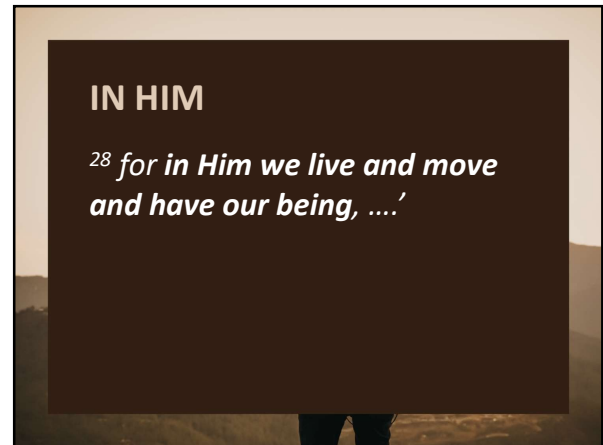 IN HIM
28 for in Him we live and move
and have our being, ….’